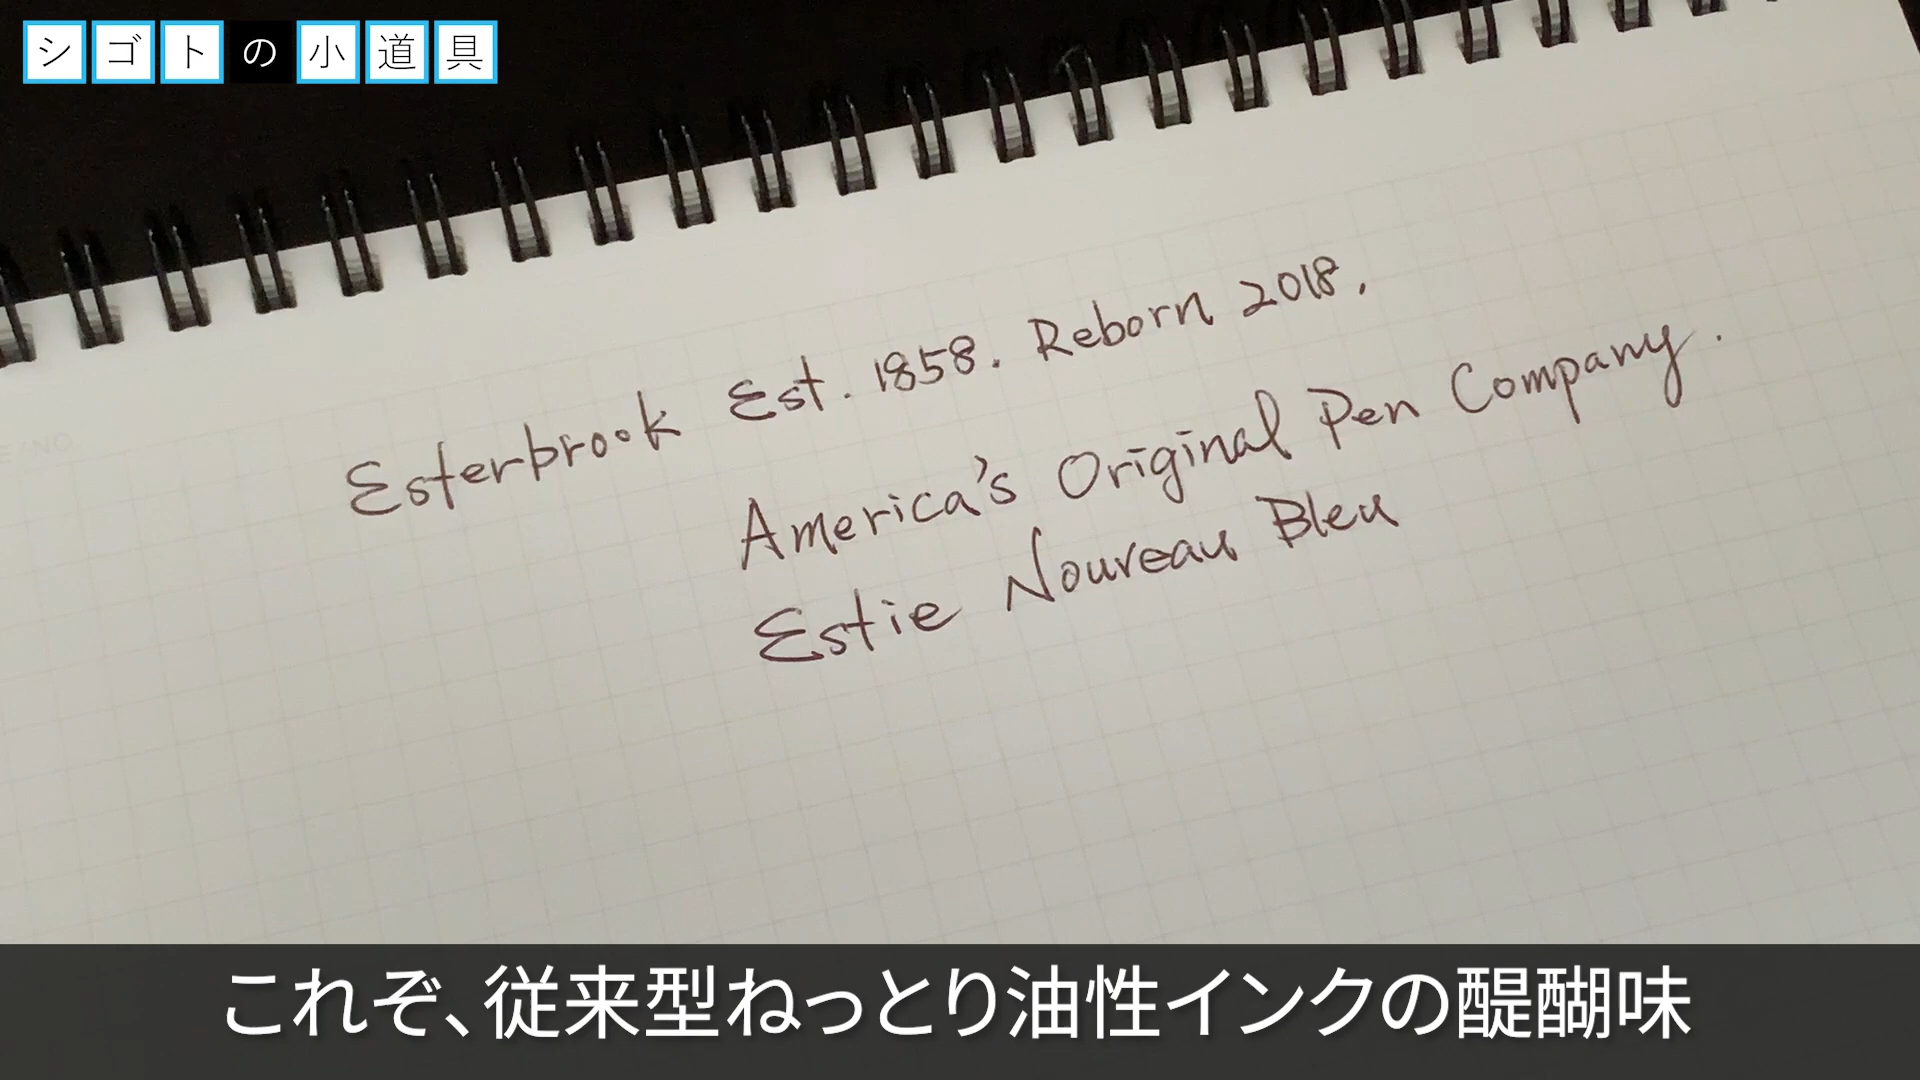 シゴトの小道具
Esterbrook Est. 1858. Reborn 2018.
America's Original Pen Company.
Estie Nouveau Bleu
これぞ、従来型ねっとり油性インクの醍醐味